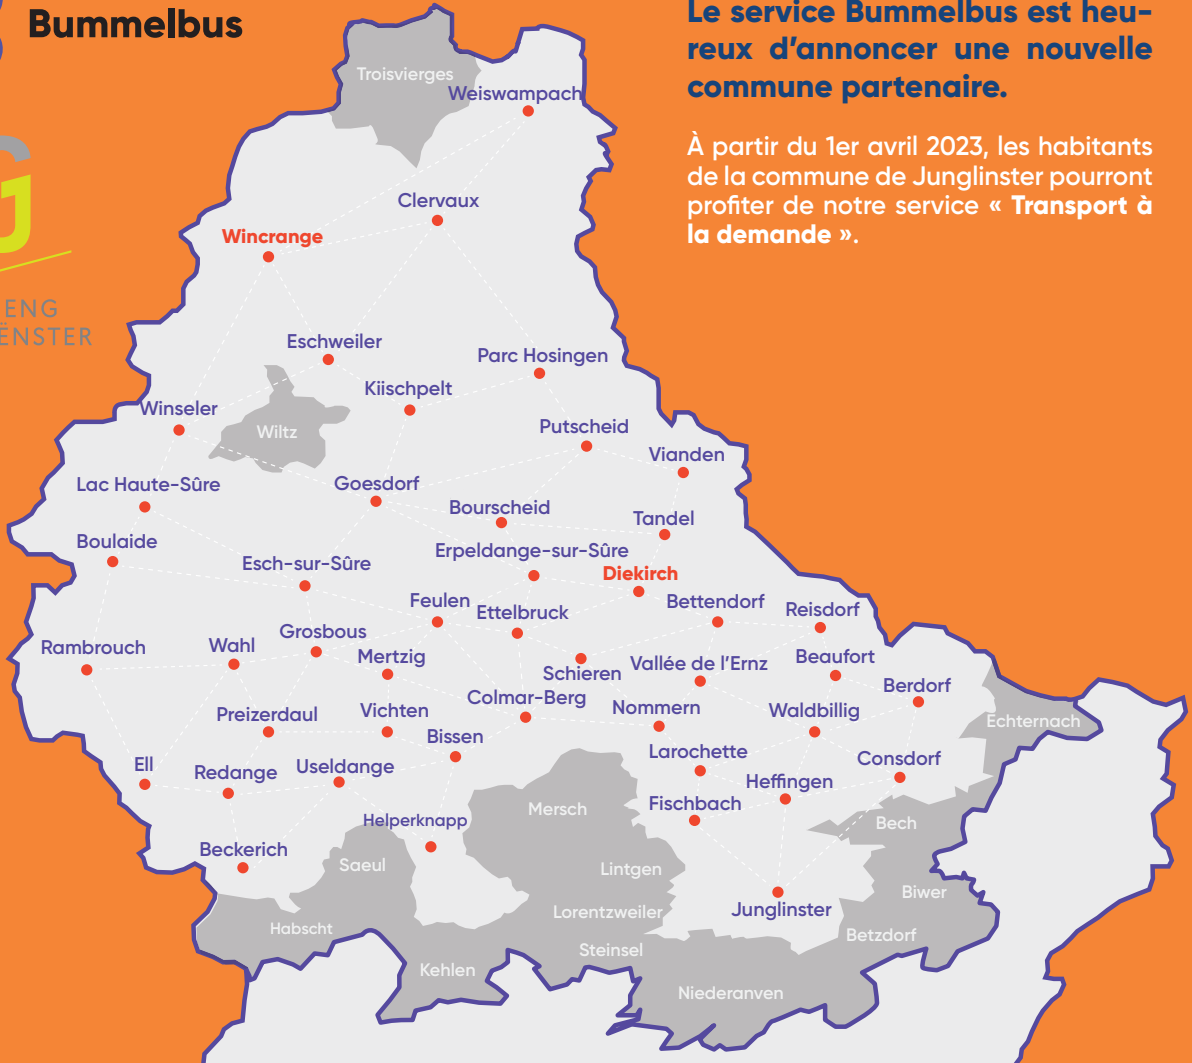 Bummelbus
Le service Bummelbus est heu-
reux d'annoncer une nouvelle
commune partenaire.
À partir du 1er avril 2023, les habitants
de la commune de Junglinster pourront
profiter de notre service « Transport à
la demande ».
ENG
ËNSTER
Troisvierges
Weiswampach
Clervaux
Wincrange
Eschweiler
Parc Hosingen
Kiischpelt
Winseler
Wiltz
Putscheid
Vianden
Lac Haute-Sûre
Goesdorf
Bourscheid
Tandel
Boulaide
Esch-sur-Sûre
Erpeldange-sur-Sûre
Diekirch
Feulen
Ettelbruck
Bettendorf
Reisdorf
Rambrouch
Wahl
Grosbous
Mertzig
Schieren
Vallée de l'Ernz
Beaufort
Berdorf
Preizerdaul
Vichten
Colmar-Berg
Nommern
Waldbillig
Echternach
Bissen
Ell
Redange
Useldange
Larochette
Heffingen
Consdorf
Helperknapp
Mersch
Fischbach
Bech
Beckerich
Saeul
Lintgen
Biwer
Habscht
Lorentzweiler
Junglinster
Betzdorf
Steinsel
Kehlen
Niederanven